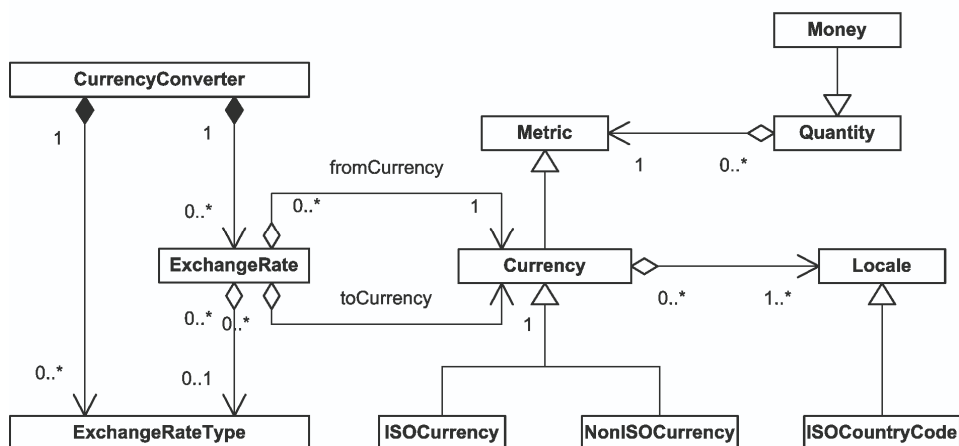 Money
CurrencyConverter
Metric
Quantity
1
1
1
0..*
fromCurrency
0..*
0..*
1
ExchangeRate
Currency
Locale
toCurrency
0..*
0..*
1
0..*
1..*
0..*
0..1
ExchangeRateType
ISOCurrency
NonISOCurrency
ISOCountryCode